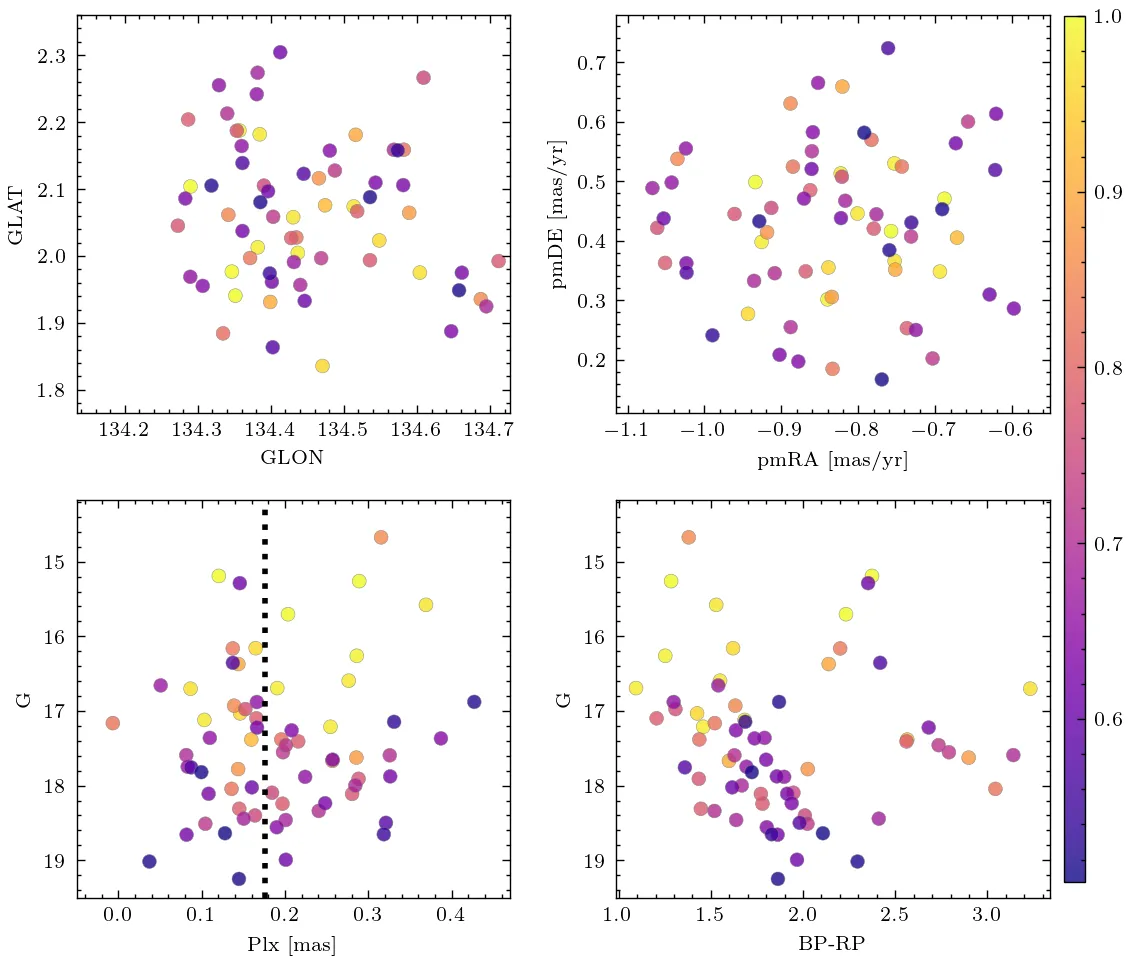 2.3
2.2
2.1
2.0
1.9
1.8
GLAT
134.2 134.3 134.4 134.5 134.6 134.7
GLON
0.7
0.6
0.5
0.4
0.3
0.2
pmDE [mas/yr]
−1.1 −1.0 −0.9 −0.8 −0.7 −0.6
pmRA [mas/yr]
1.0
0.9
0.8
0.7
0.6
15
16
17
18
19
G
0.0 0.1 0.2 0.3 0.4
Plx [mas]
15
16
17
18
19
G
1.0 1.5 2.0 2.5 3.0
BP-RP